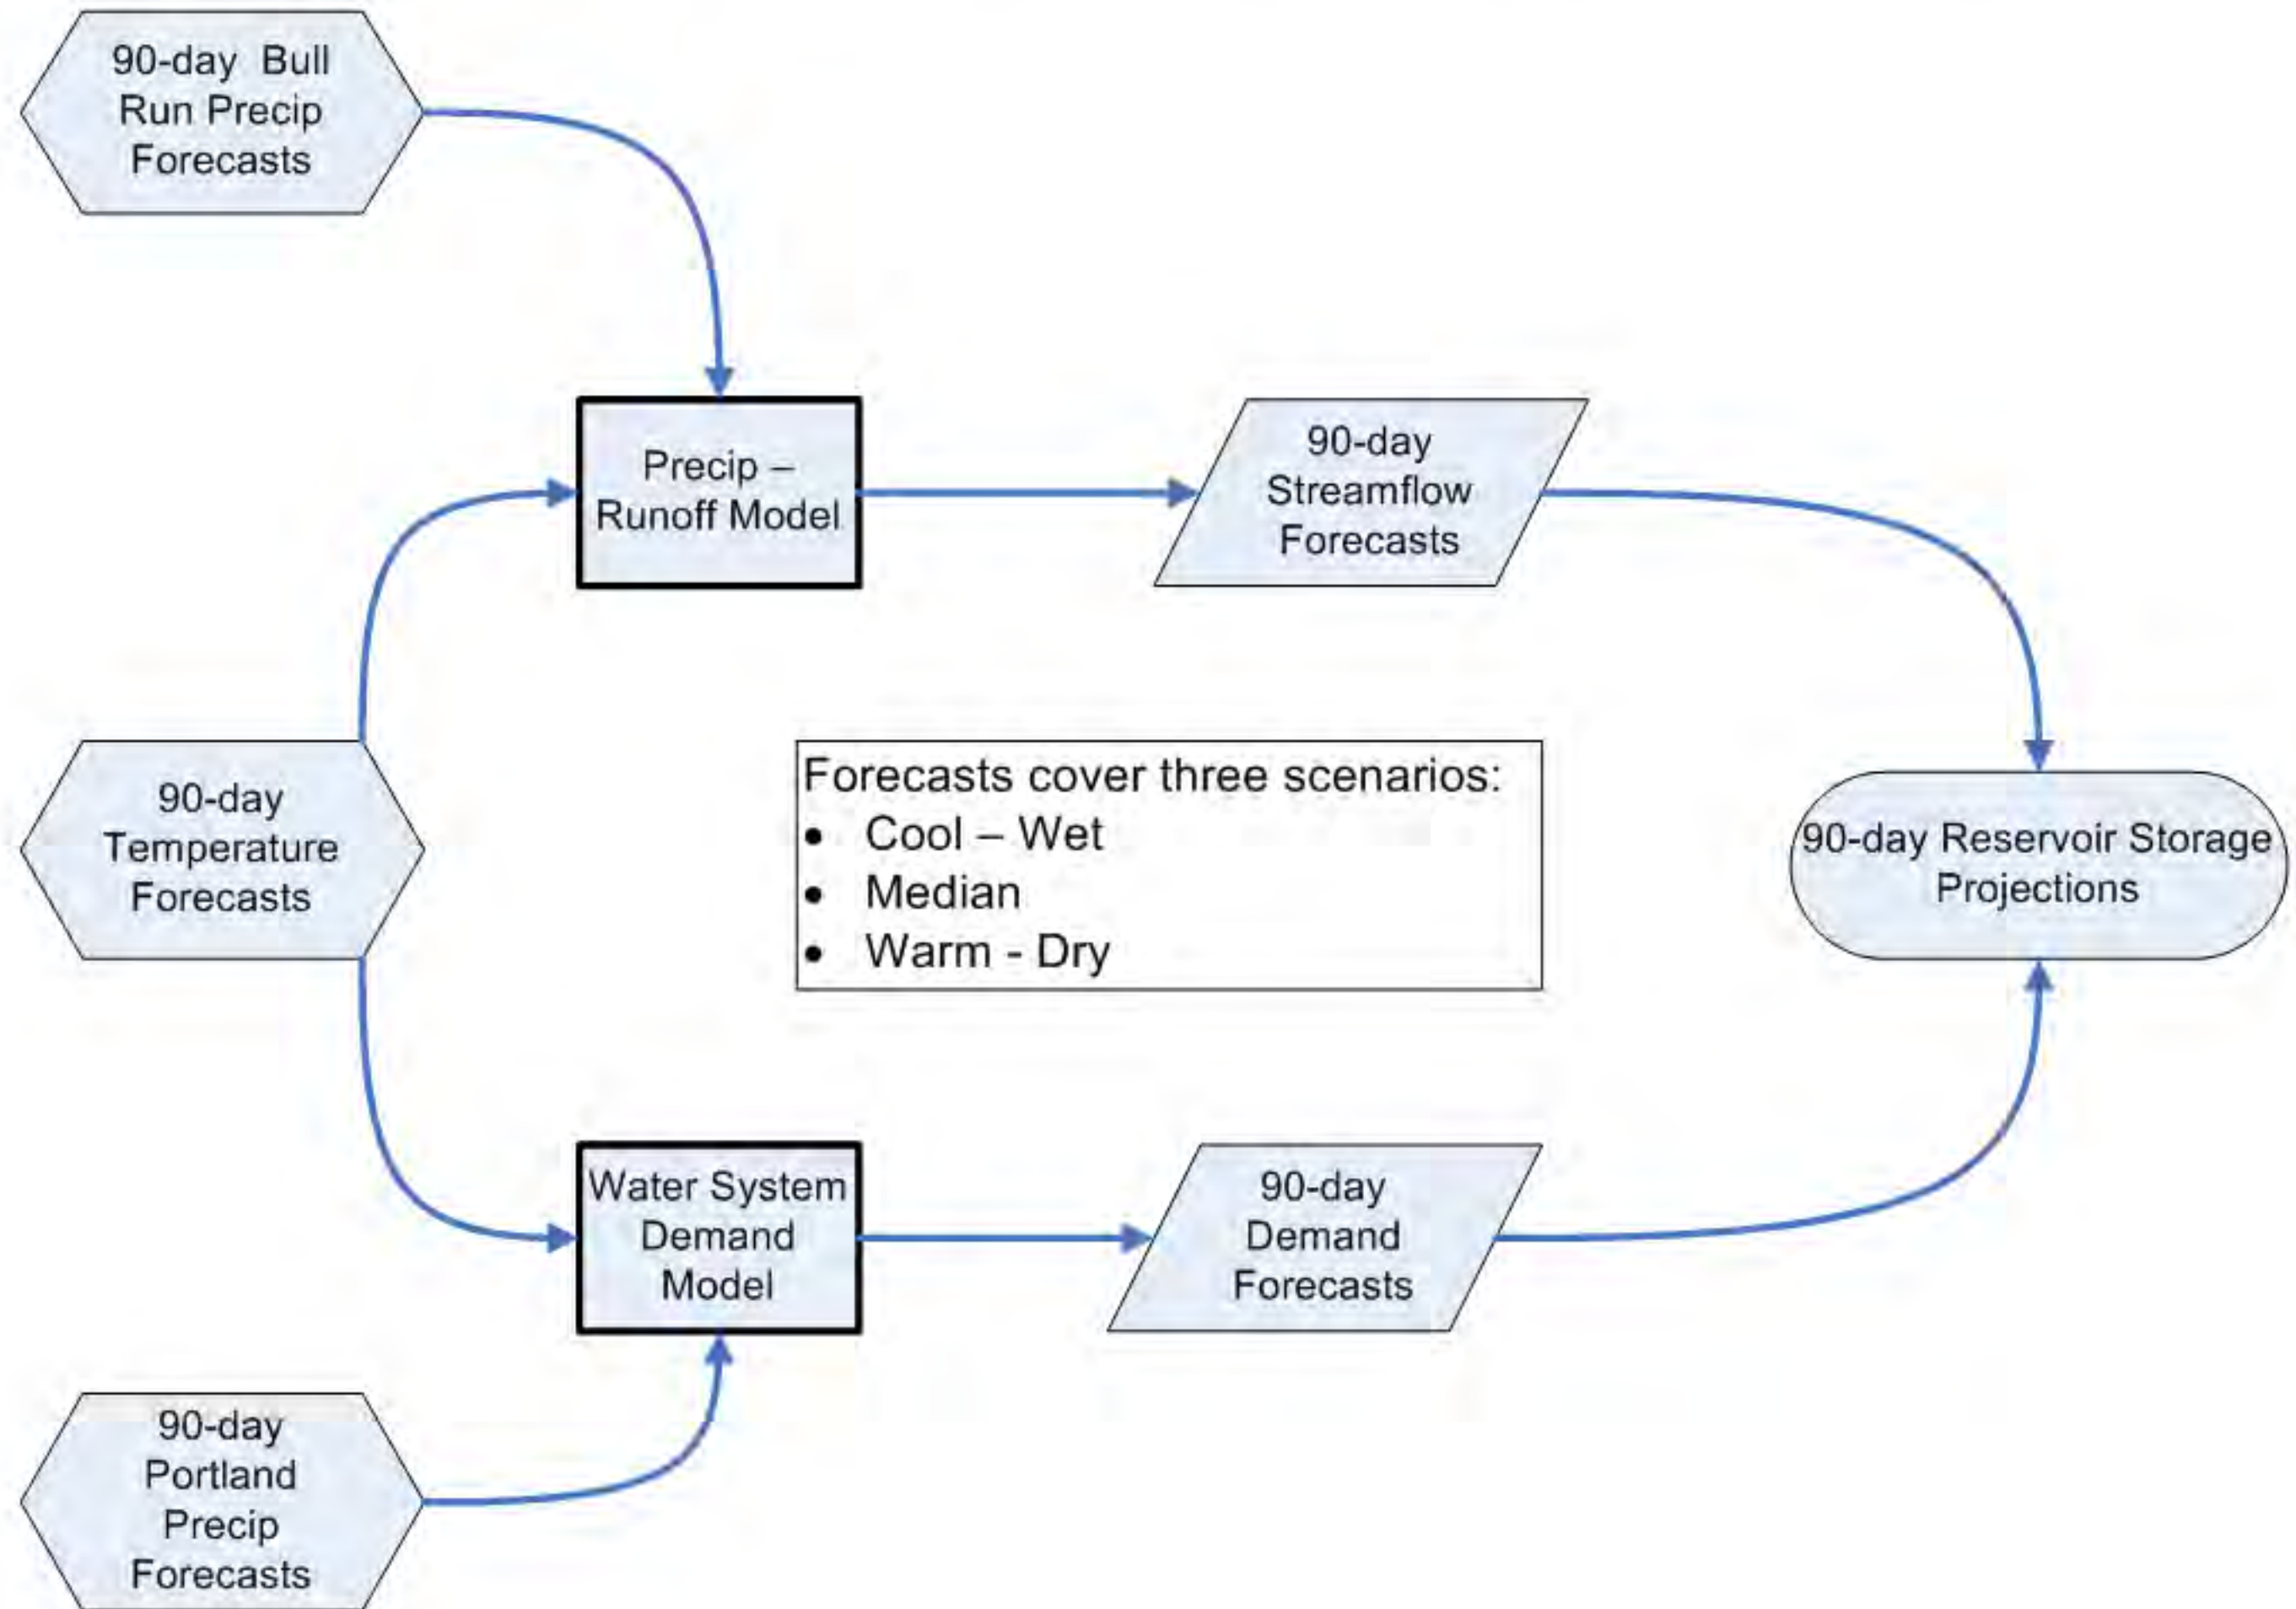 90-day Bull
Run Precip
Forecasts
Precip –
Runoff Model
90-day
Streamflow
Forecasts
90-day
Temperature
Forecasts
Forecasts cover three scenarios:
• Cool – Wet
• Median
• Warm - Dry
90-day Reservoir Storage
Projections
Water System
Demand
Model
90-day
Demand
Forecasts
90-day
Portland
Precip
Forecasts